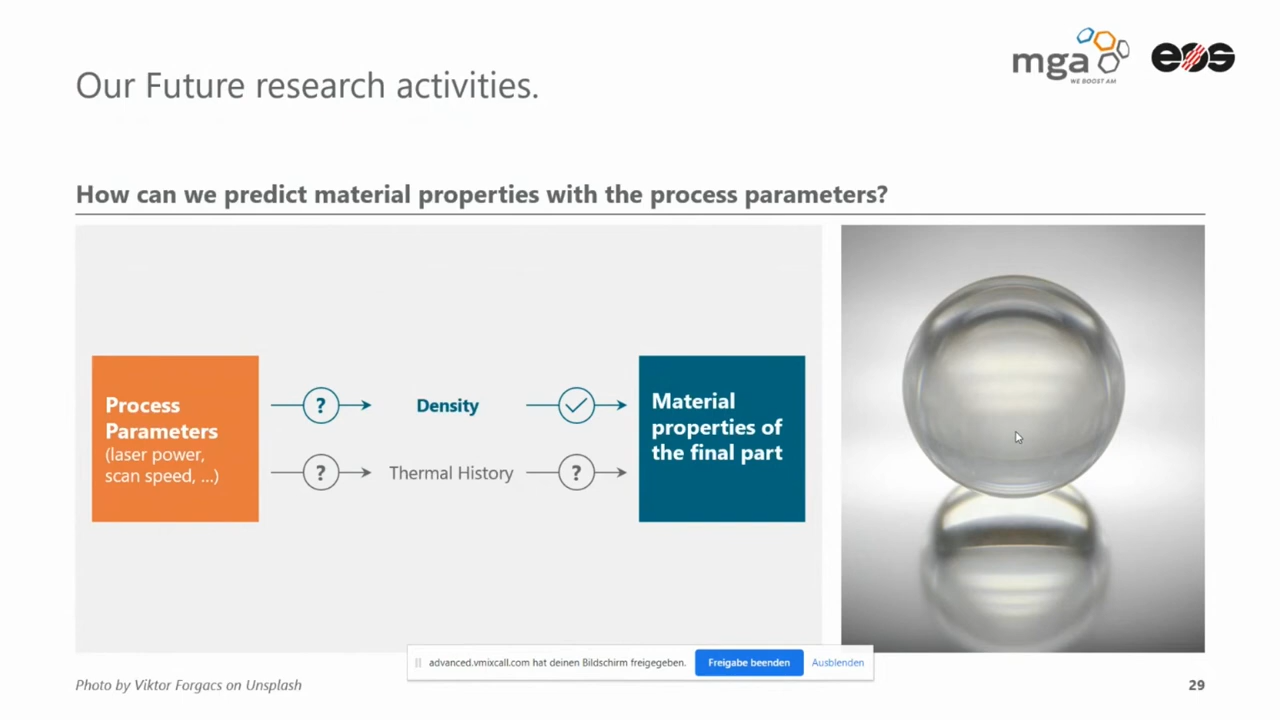 mga
WE BOOST AM
eos
Our Future research activities.
How can we predict material properties with the process parameters?
Process
Parameters
(laser power,
scan speed, ...)
?
Density
?
Thermal History
?
Material
properties of
the final part
advanced.vmixcall.com hat deinen Bildschirm freigegeben.
Freigabe beenden
Ausblenden
Photo by Viktor Forgacs on Unsplash
29